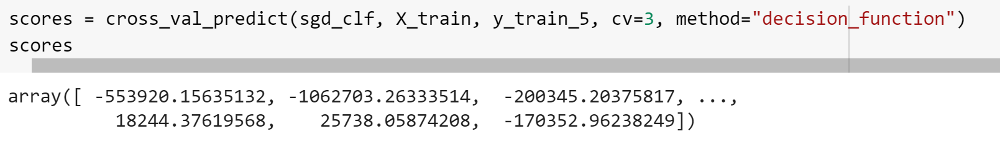 scores = cross_val_predict(sgd_clf, X_train, y_train_5, cv=3, method="decision_function")
scores
array([ -553920.15635132, -1062703.26333514,  -200345.20375817, ...,
          18244.37619568,    25738.05874208,  -170352.96238249])